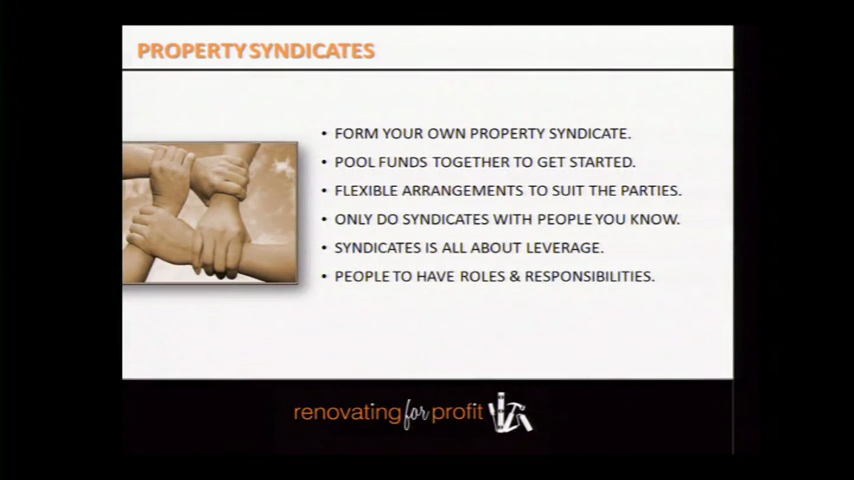 PROPERTY SYNDICATES
• FORM YOUR OWN PROPERTY SYNDICATE.
• POOL FUNDS TOGETHER TO GET STARTED.
• FLEXIBLE ARRANGEMENTS TO SUIT THE PARTIES.
• ONLY DO SYNDICATES WITH PEOPLE YOU KNOW.
• SYNDICATES IS ALL ABOUT LEVERAGE.
• PEOPLE TO HAVE ROLES & RESPONSIBILITIES.
renovating for profit